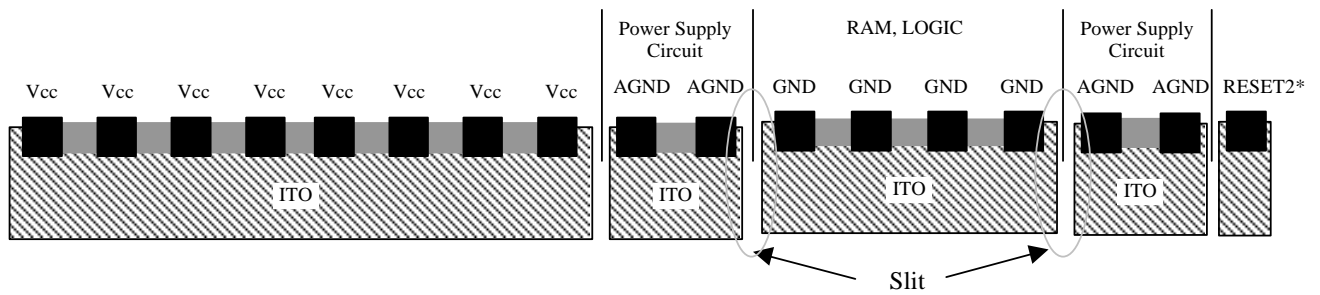 Power Supply
Circuit
RAM, LOGIC
Power Supply
Circuit
Vcc Vcc Vcc Vcc Vcc Vcc Vcc Vcc AGND AGND GND GND GND GND AGND AGND RESET2*
ITO ITO ITO ITO
Slit